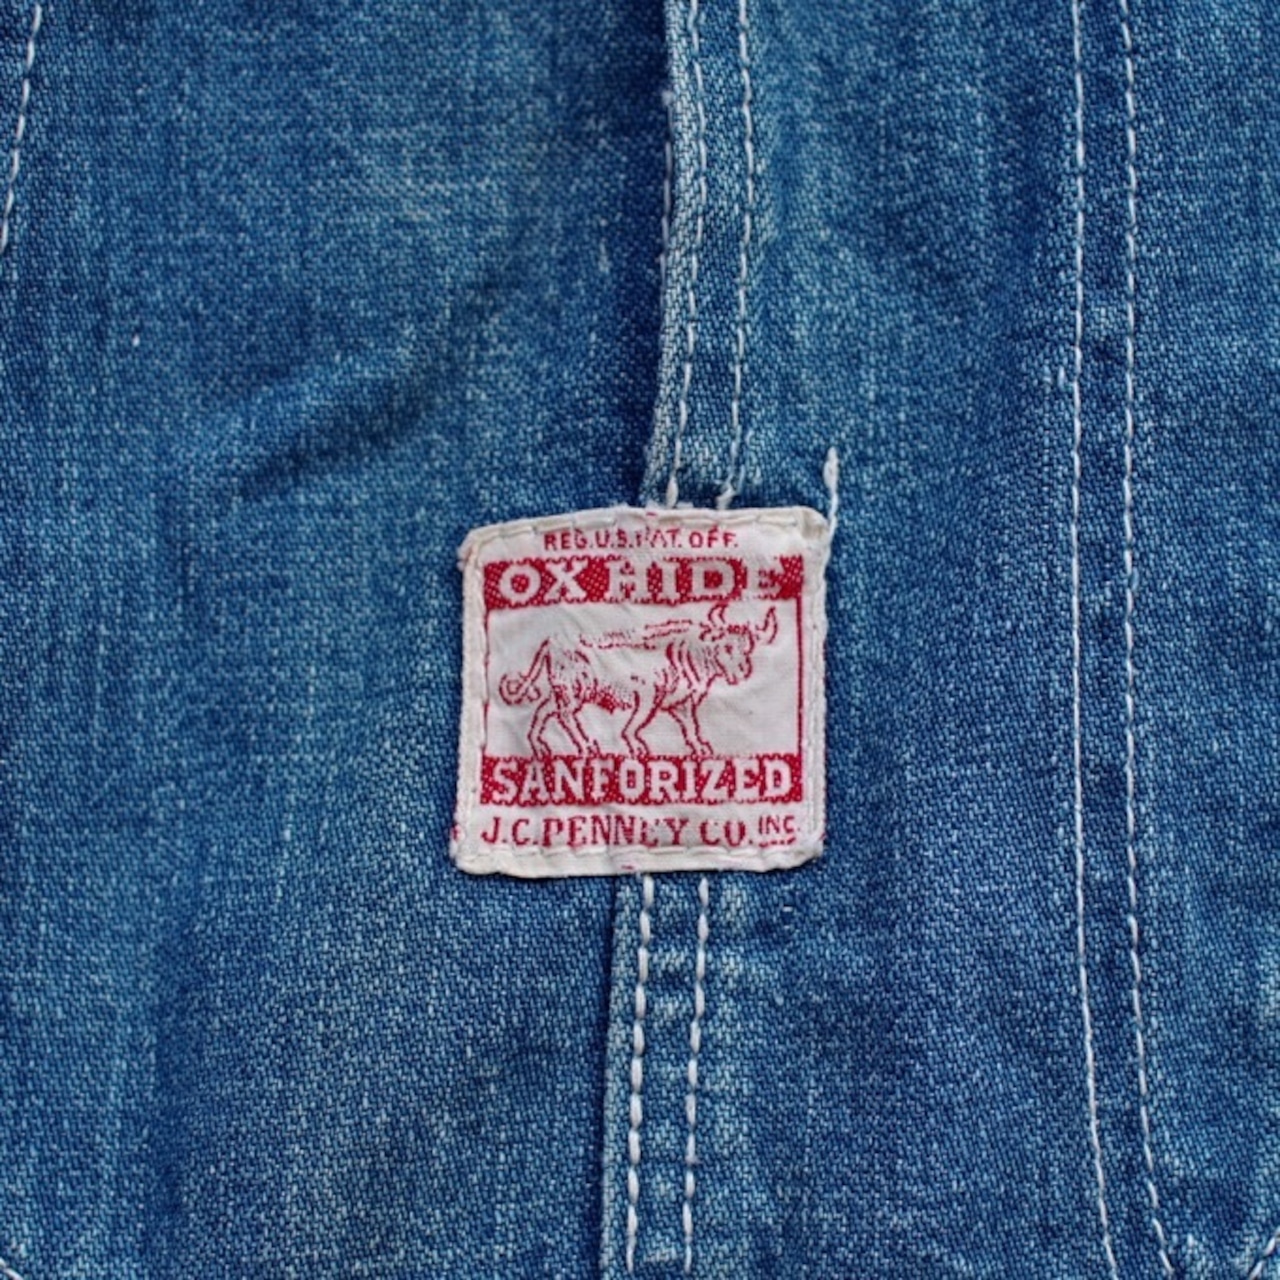 REG. U.S. PAT. OFF.
OX HIDE
SANFORIZED
J.C. PENNEY CO. INC.